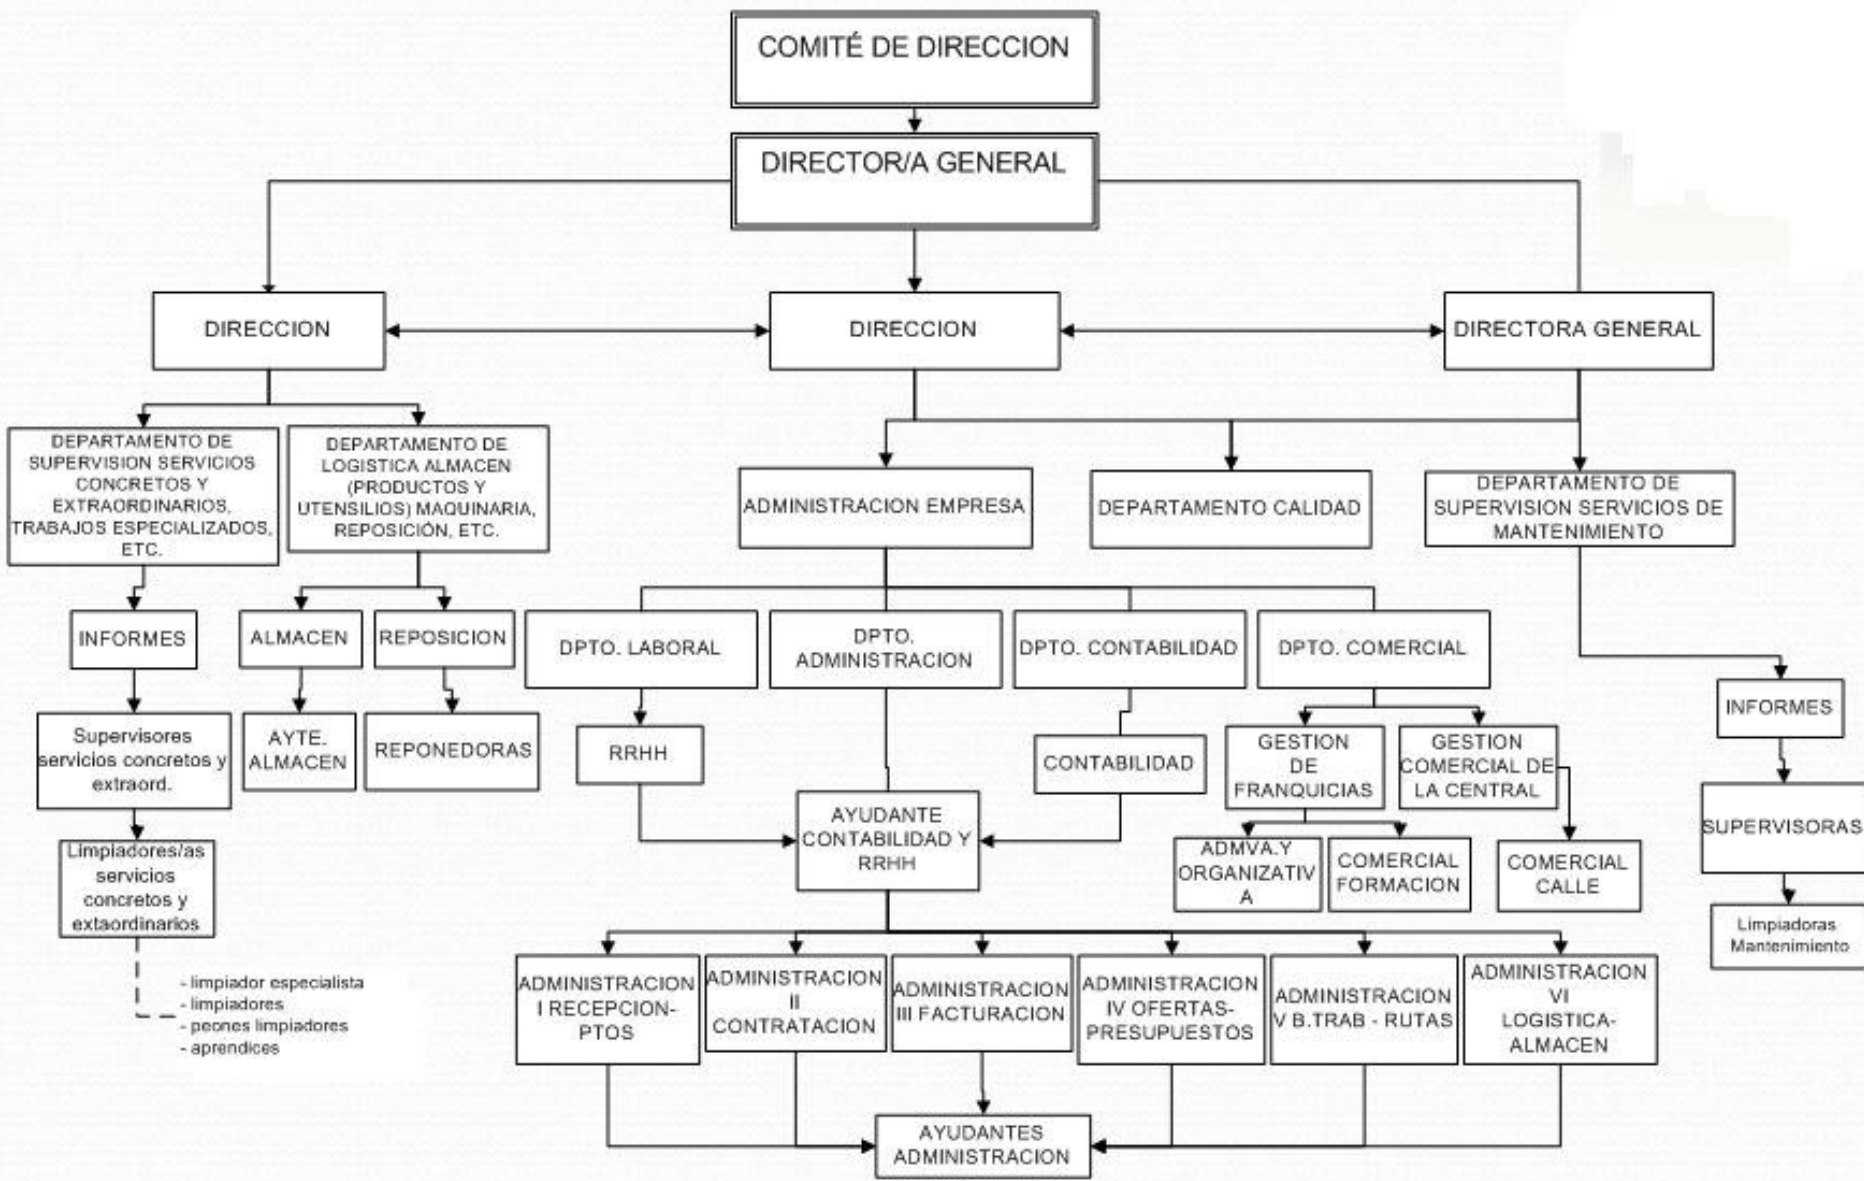 COMITÉ DE DIRECCION
DIRECTOR/A GENERAL
DIRECCION
DIRECCION
DIRECTORA GENERAL
DEPARTAMENTO DE
SUPERVISION SERVICIOS
CONCRETOS Y
EXTRAORDINARIOS,
TRABAJOS ESPECIALIZADOS,
ETC.
DEPARTAMENTO DE
LOGISTICA ALMACEN
(PRODUCTOS Y
UTENSILIOS) MAQUINARIA,
REPOSICIÓN, ETC.
ADMINISTRACION EMPRESA
DEPARTAMENTO CALIDAD
DEPARTAMENTO DE
SUPERVISION SERVICIOS DE
MANTENIMIENTO
INFORMES
ALMACEN
REPOSICION
DPTO. LABORAL
DPTO.
ADMINISTRACION
DPTO. CONTABILIDAD
DPTO. COMERCIAL
INFORMES
Supervisores
servicios concretos y
extraord.
AYTE.
ALMACEN
REPONEDORAS
RRHH
CONTABILIDAD
GESTION
DE
FRANQUICIAS
GESTION
COMERCIAL DE
LA CENTRAL
SUPERVISORAS
AYUDANTE
CONTABILIDAD Y
RRHH
Limpiadores/as
servicios
concretos y
extaordinarios
ADMVA.Y
ORGANIZATIV
A
COMERCIAL
FORMACION
COMERCIAL
CALLE
Limpiadoras
Mantenimiento
- limpiador especialista
- limpiadores
- peones limpiadores
- aprendices
ADMINISTRACION
I RECEPCION-
PTOS
ADMINISTRACION
II
CONTRATACION
ADMINISTRACION
III FACTURACION
ADMINISTRACION
IV OFERTAS-
PRESUPUESTOS
ADMINISTRACION
V B.TRAB - RUTAS
ADMINISTRACION
VI
LOGISTICA-
ALMACEN
AYUDANTES
ADMINISTRACION